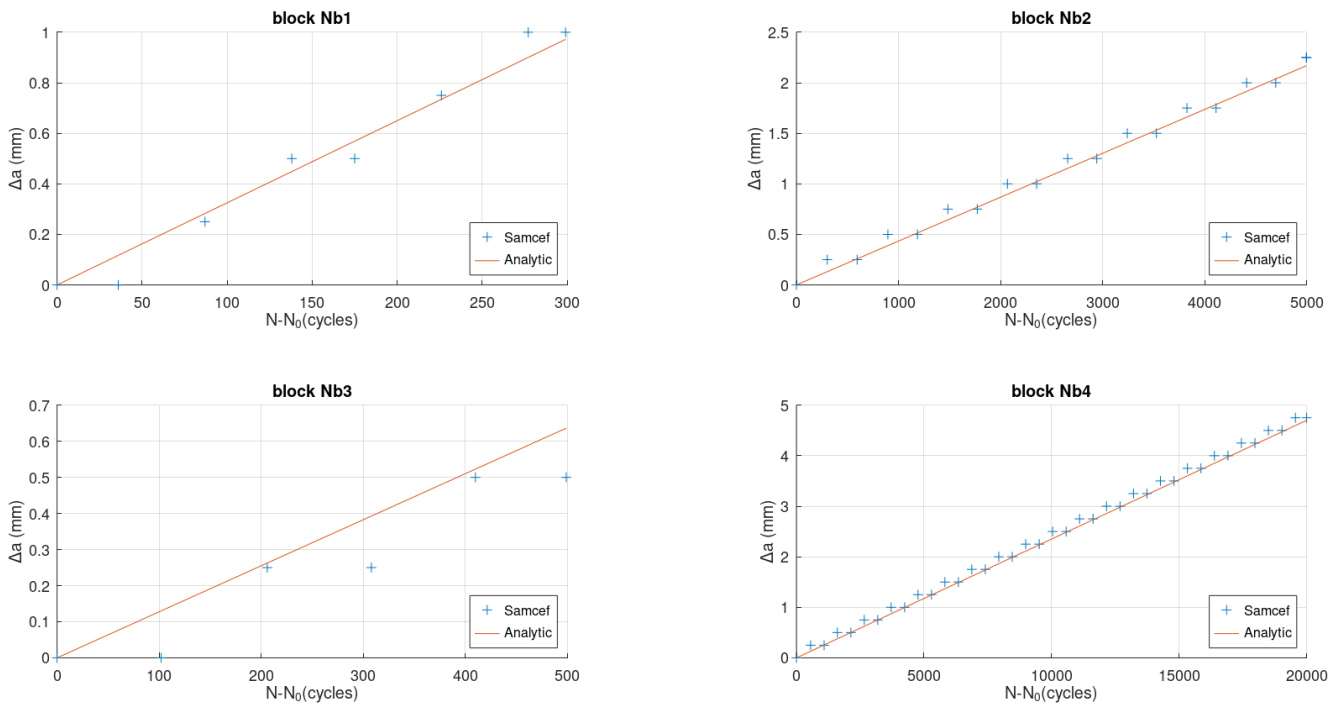 block Nb1
1
0.8
0.6
0.4
0.2
0
Δa (mm)
0 50 100 150 200 250 300
N-N₀(cycles)
Samcef
Analytic
block Nb2
2.5
2
1.5
1
0.5
0
Δa (mm)
0 1000 2000 3000 4000 5000
N-N₀(cycles)
Samcef
Analytic
block Nb3
0.7
0.6
0.5
0.4
0.3
0.2
0.1
0
Δa (mm)
0 100 200 300 400 500
N-N₀(cycles)
Samcef
Analytic
block Nb4
5
4
3
2
1
0
Δa (mm)
0 5000 10000 15000 20000
N-N₀(cycles)
Samcef
Analytic